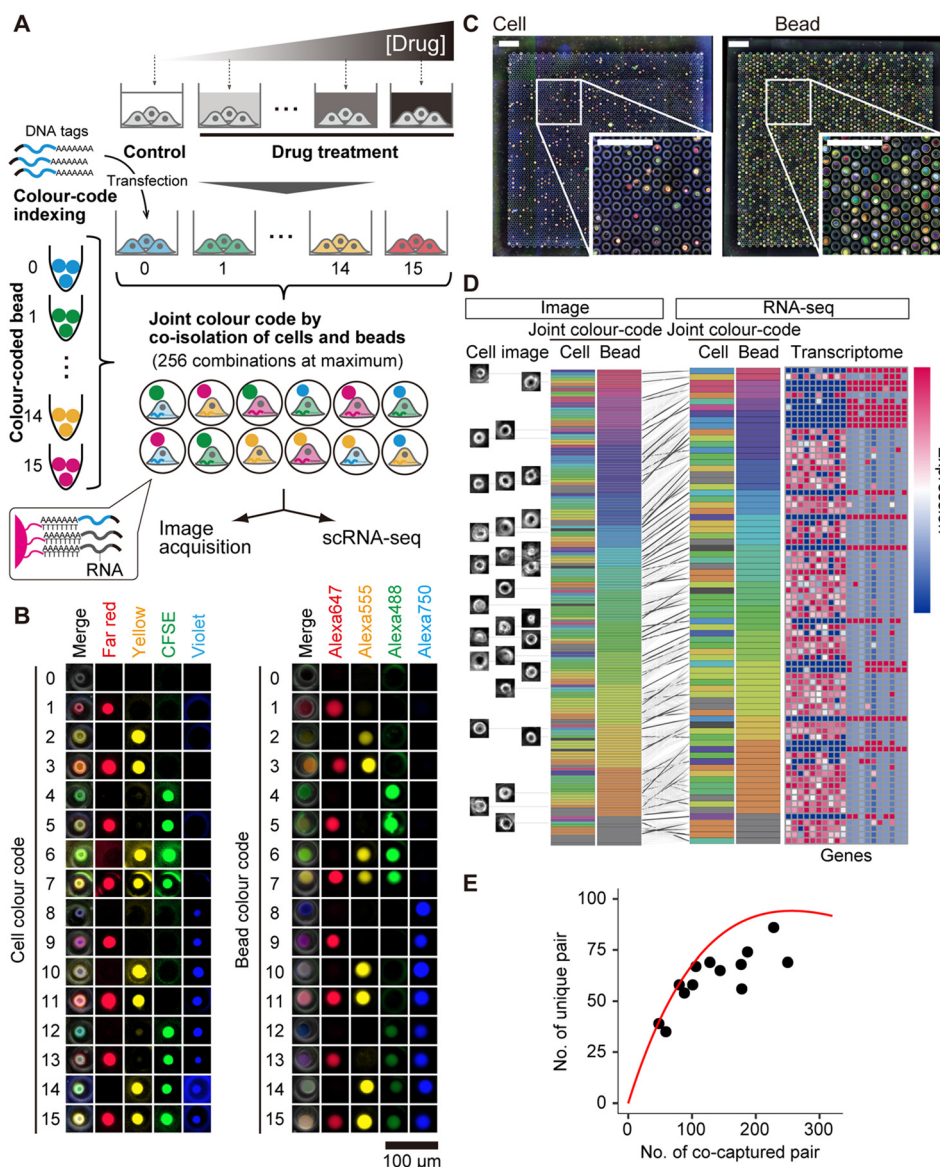 A
[Drug]
DNA tags
AAAAAAA
AAAAAA
AAAAAAA
Control
Drug treatment
Transfection
Colour-code
indexing
0
1
14
15
Colour-coded bead
0
1
14
15
Joint colour code by
co-isolation of cells and beads
(256 combinations at maximum)
Image
acquisition
scRNA-seq
RNA
B
Merge
Far red
Yellow
CFSE
Violet
Cell colour code
0
1
2
3
4
5
6
7
8
9
10
11
12
13
14
15
Merge
Alexa647
Alexa555
Alexa488
Alexa750
Bead colour code
0
1
2
3
4
5
6
7
8
9
10
11
12
13
14
15
100 µm
C
Cell
Bead
D
Image
RNA-seq
Joint colour-code Joint colour-code
Cell image
Cell Bead
Cell Bead
Transcriptome
Genes
E
No. of unique pair
100
75
50
25
0
0 100 200 300
No. of co-captured pair